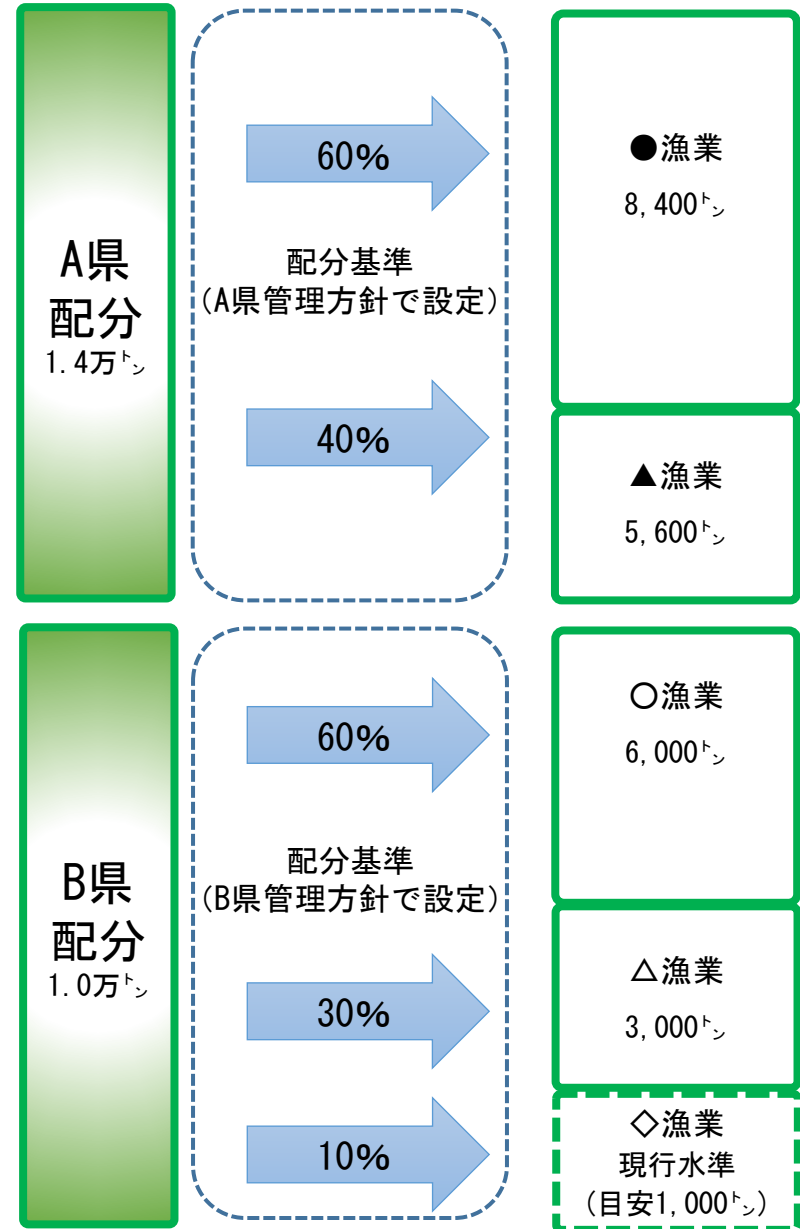 A県
配分
1.4万トン
60%
配分基準
(A県管理方針で設定)
40%
●漁業
8,400トン
▲漁業
5,600トン
B県
配分
1.0万トン
60%
配分基準
(B県管理方針で設定)
30%
10%
○漁業
6,000トン
△漁業
3,000トン
◇漁業
現行水準
(目安1,000トン)